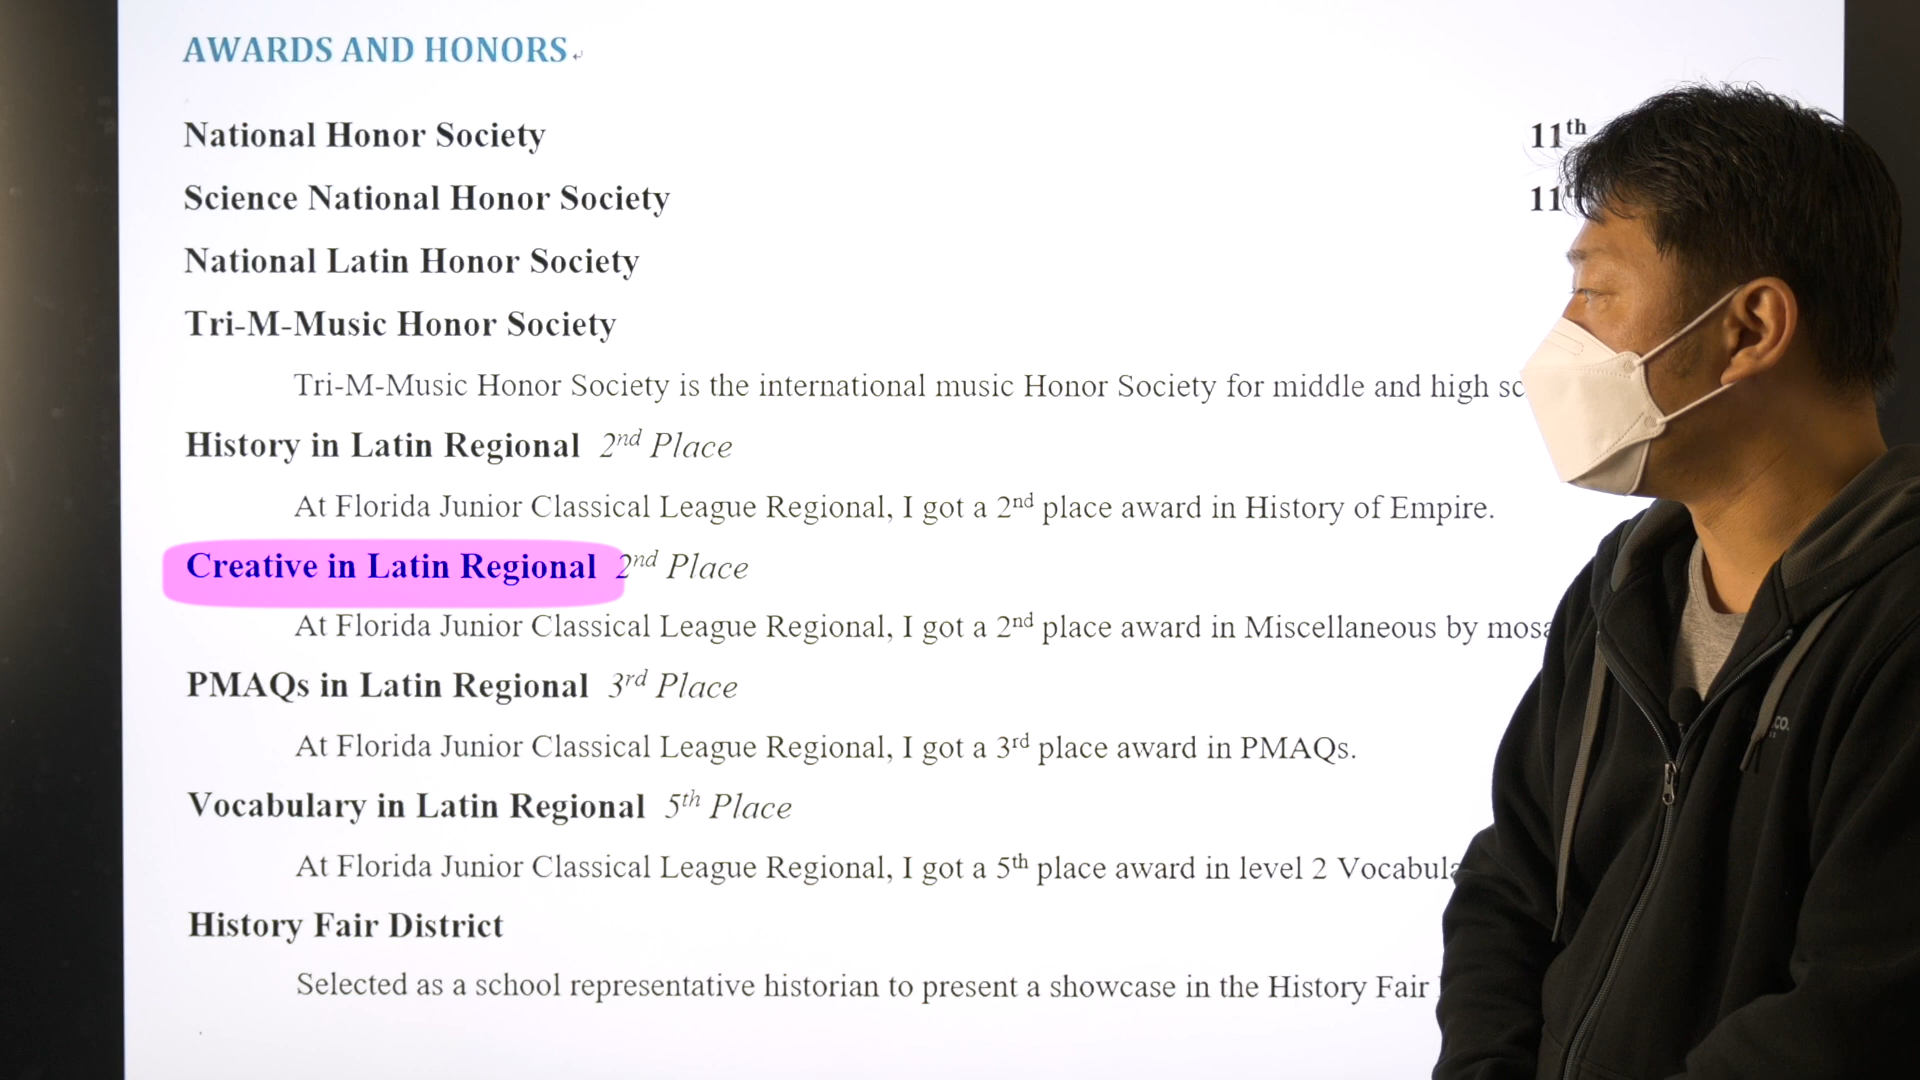 AWARDS AND HONORS
National Honor Society 11th
Science National Honor Society 11
National Latin Honor Society
Tri-M-Music Honor Society
Tri-M-Music Honor Society is the international music Honor Society for middle and high
History in Latin Regional 2nd Place
At Florida Junior Classical League Regional, I got a 2nd place award in History of Empire.
Creative in Latin Regional 2nd Place
At Florida Junior Classical League Regional, I got a 2nd place award in Miscellaneous by
PMAQs in Latin Regional 3rd Place
At Florida Junior Classical League Regional, I got a 3rd place award in PMAQs.
Vocabulary in Latin Regional 5th Place
At Florida Junior Classical League Regional, I got a 5th place award in level 2
History Fair District
Selected as a school representative historian to present a showcase in the History Fair